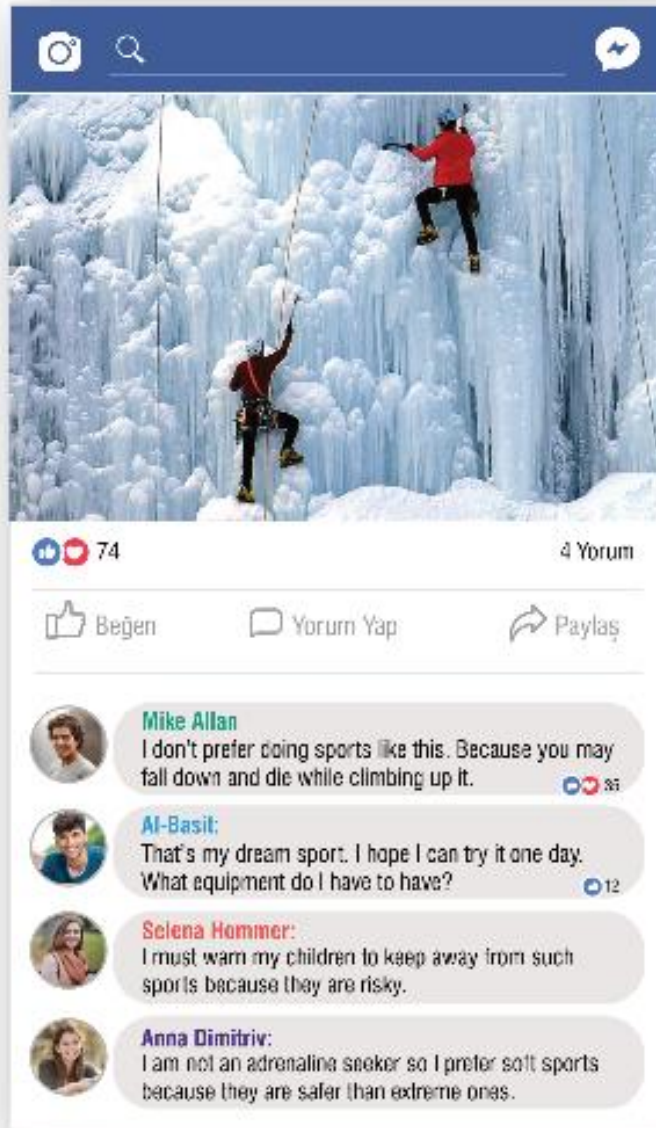 74
4 Yorum
Beğen
Yorum Yap
Paylaş
Mike Allan
I don't prefer doing sports like this. Because you may
fall down and die while climbing up it.
35
Al-Basit:
That's my dream sport. I hope I can try it one day.
What equipment do I have to have?
12
Selena Hommer:
I must warn my children to keep away from such
sports because they are risky.
Anna Dimitriv:
I am not an adrenaline seeker so I prefer soft sports
because they are safer than extreme ones.